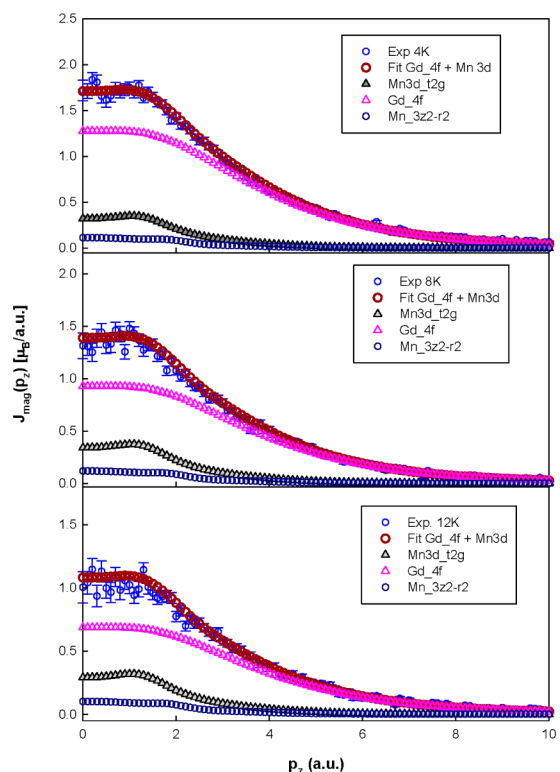 2.5
2.0
1.5
1.0
0.5
0.0
Exp 4K
Fit Gd_4f + Mn 3d
Mn3d_t2g
Gd_4f
Mn_3z2-r2
2.0
1.5
1.0
0.5
0.0
Exp 8K
Fit Gd_4f + Mn3d
Mn3d_t2g
Gd_4f
Mn_3z2-r2
1.5
1.0
0.5
0.0
Exp. 12K
Fit Gd_4f + Mn3d
Mn3d_t2g
Gd_4f
Mn_3z2-r2
0 2 4 6 8 10
J_mag(p_z) [μ_B/a.u.]
p_z (a.u.)